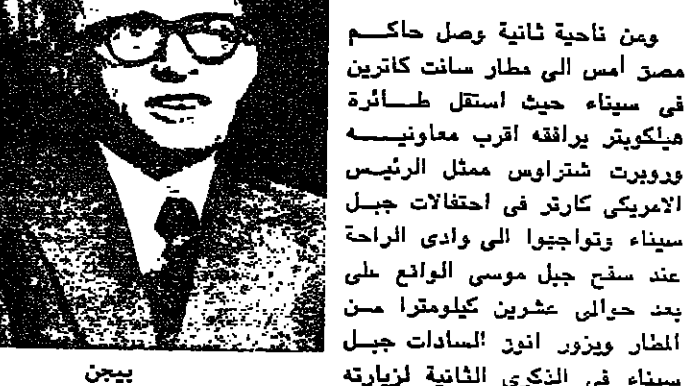 ومن ناحية ثانية وصل حاكم
مصر أمس الى مطار سانت كاترين
فى سيناء حيث استقل طائرة
هيلكوبتر يرافقه اقرب معاونيه
وروبرت شتراوس ممثل الرئيس
الامريكى كارتر فى احتفالات جبل
سيناء وتواجبوا الى وادى الراحة
عند سفح جبل موسى الواقع على
بعد حوالى عشرين كيلومترا من
المطار ويزور انور السادات جبل
سيناء فى الذكرى الثانية لزيارته
بيجن